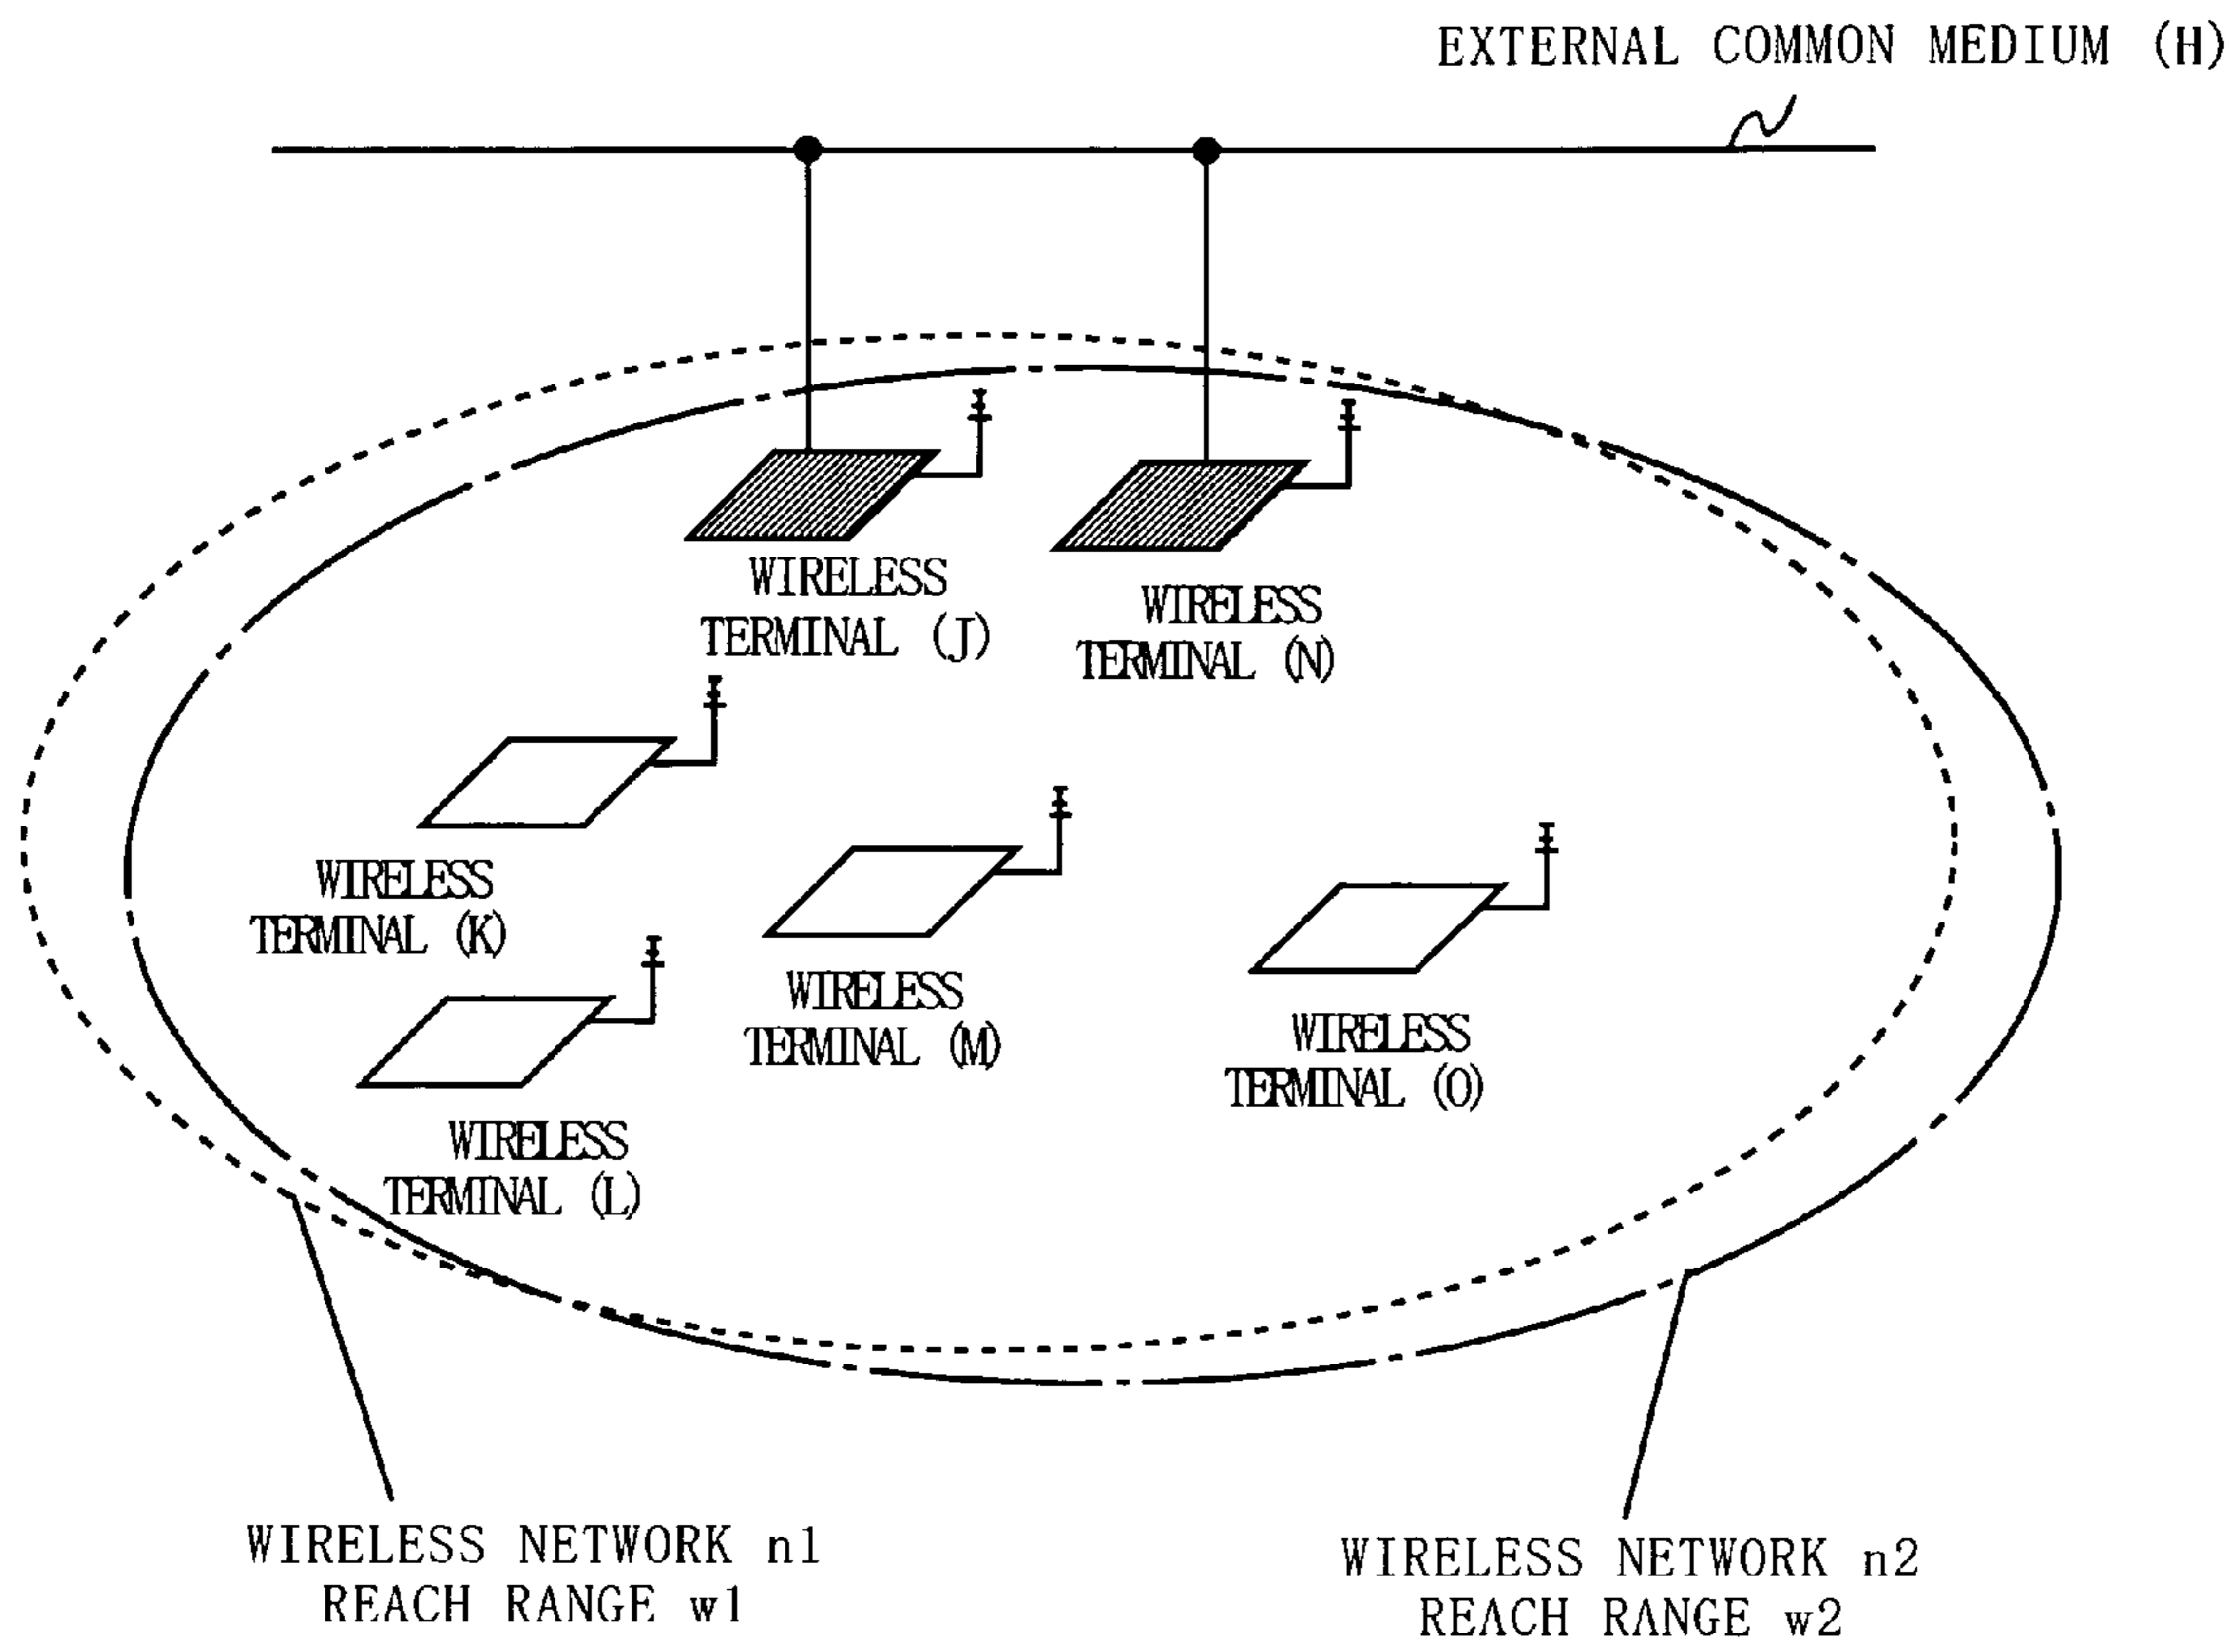 EXTERNAL COMMON MEDIUM (H)
WIRELESS
TERMINAL (J)
WIRELESS
TERMINAL (N)
WIRELESS
TERMINAL (K)
WIRELESS
TERMINAL (M)
WIRELESS
TERMINAL (O)
WIRELESS
TERMINAL (L)
WIRELESS NETWORK n1
REACH RANGE w1
WIRELESS NETWORK n2
REACH RANGE w2